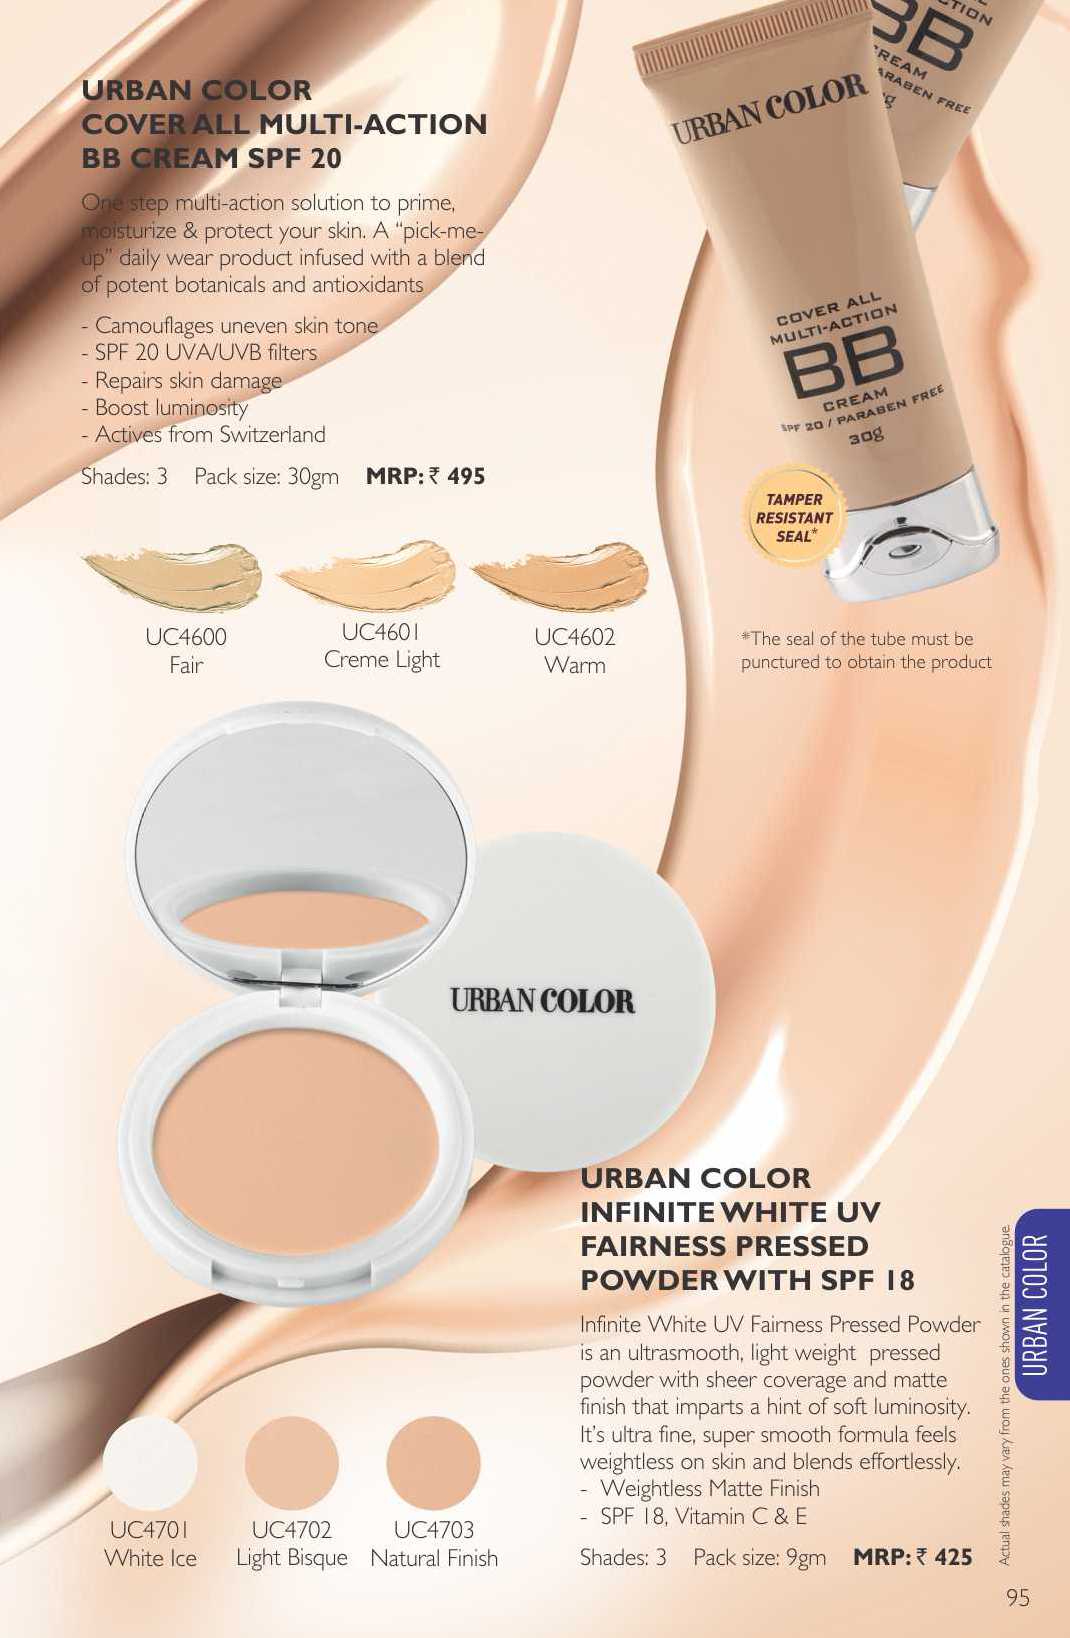 URBAN COLOR
COVER ALL MULTI-ACTION
BB CREAM SPF 20
One step multi-action solution to prime,
moisturize & protect your skin. A “pick-me-
up” daily wear product infused with a blend
of potent botanicals and antioxidants
- Camouflages uneven skin tone
- SPF 20 UVA/UVB filters
- Repairs skin damage
- Boost luminosity
- Actives from Switzerland
Shades: 3 Pack size: 30gm MRP: ₹ 495
UC4600
Fair
UC4601
Creme Light
UC4602
Warm
BB
CREAM
PARABEN FREE
URBAN COLOR
COVER ALL
MULTI-ACTION
BB
CREAM
SPF 20 / PARABEN FREE
30g
TAMPER
RESISTANT
SEAL*
*The seal of the tube must be
punctured to obtain the product
URBAN COLOR
URBAN COLOR
INFINITE WHITE UV
FAIRNESS PRESSED
POWDER WITH SPF 18
Infinite White UV Fairness Pressed Powder
is an ultrasmooth, light weight pressed
powder with sheer coverage and matte
finish that imparts a hint of soft luminosity.
It’s ultra fine, super smooth formula feels
weightless on skin and blends effortlessly.
- Weightless Matte Finish
- SPF 18, Vitamin C & E
Shades: 3 Pack size: 9gm MRP: ₹ 425
UC4701
White Ice
UC4702
Light Bisque
UC4703
Natural Finish
Actual shades may vary from the ones shown in the catalogue.
URBAN COLOR
95